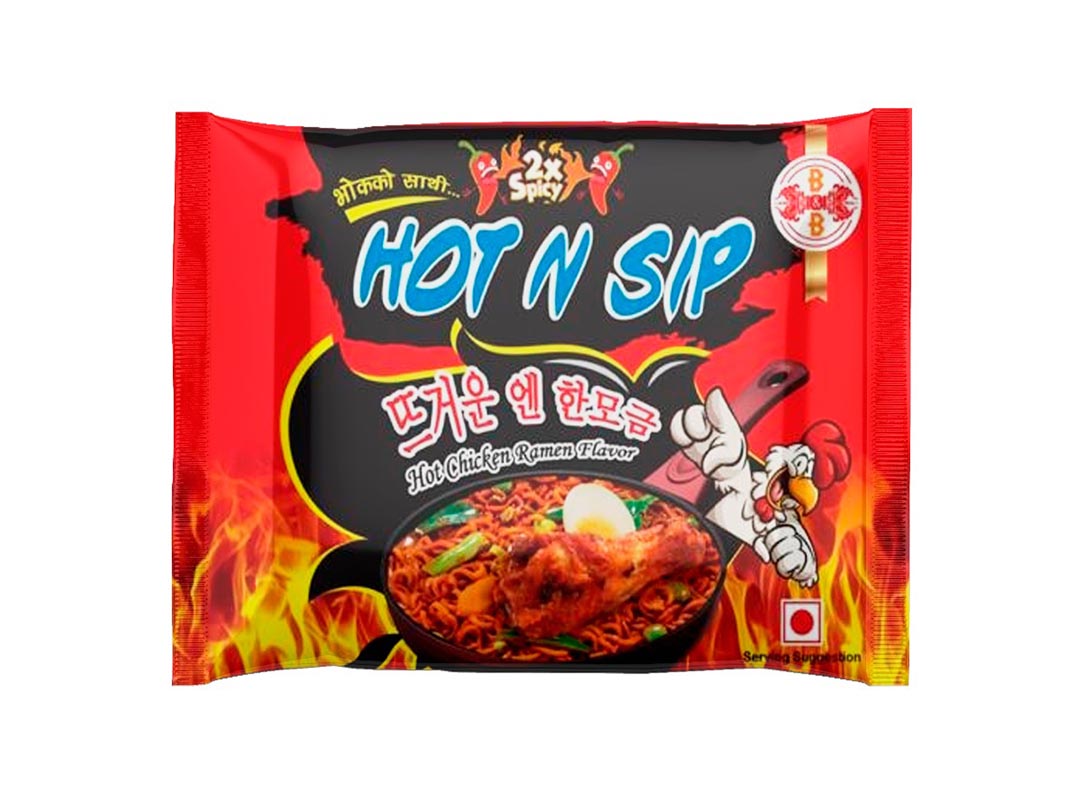 भोकको साथी...
2x
Spicy
B
B
HOT N SIP
뜨거운 엔 한모금
Hot Chicken Ramen Flavor
Serving Suggestion